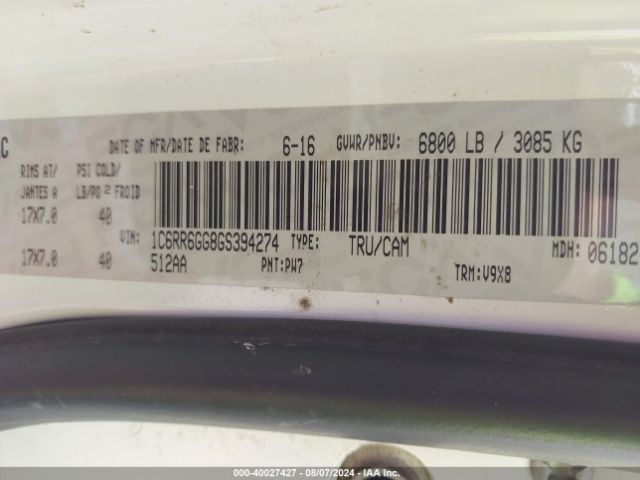 C DATE OF MFR/DATE DE FABR: 6-16 GVWR/PNBV: 6800 LB / 3085 KG
RIMS AT/ PSI COLD/
JANTES A LB/PO 2 FROID
17X7.0 40
VIN: 1C6RR6GG8GS394274 TYPE: TRU/CAM MDH: 06182
17X7.0 40 512AA PNT:PW7 TRM:V9X8
000-40027427 - 08/07/2024 - IAAI.COM